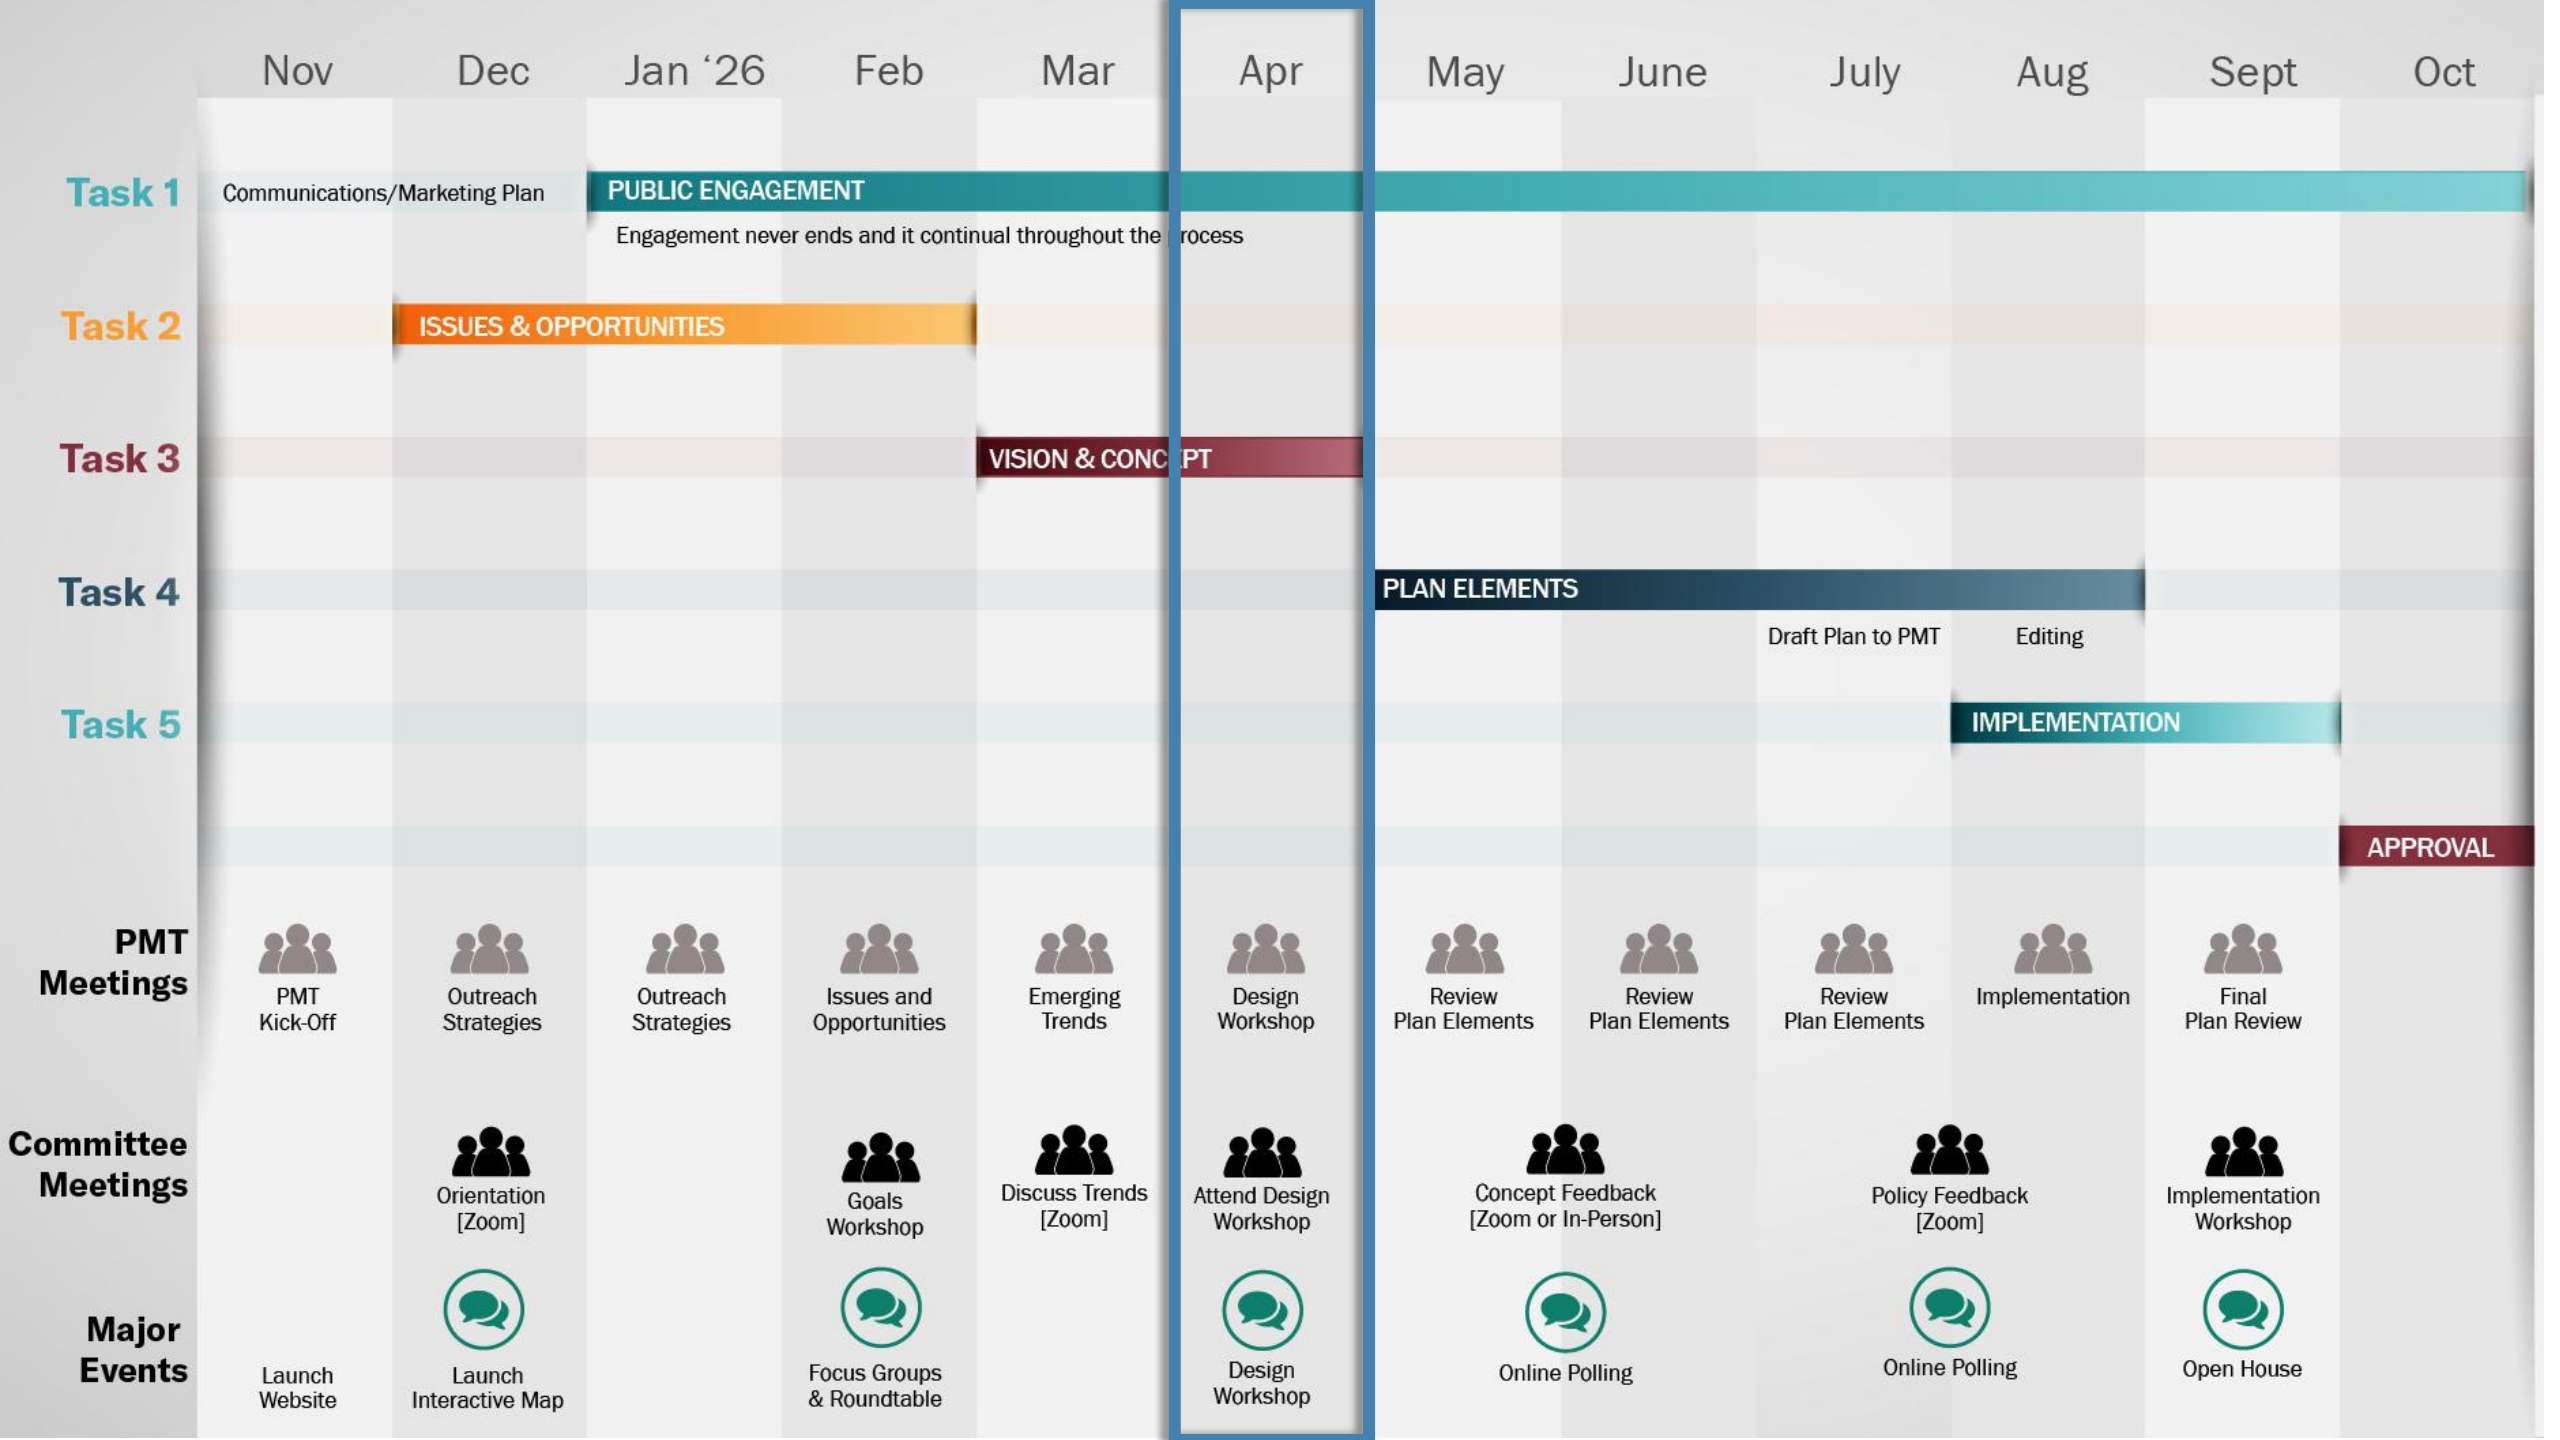 Nov Dec Jan ‘26 Feb Mar Apr May June July Aug Sept Oct
Task 1 Communications/Marketing Plan PUBLIC ENGAGEMENT
Engagement never ends and it continual throughout the rocess
Task 2 ISSUES & OPPORTUNITIES
Task 3 VISION & CONC PT
Task 4 PLAN ELEMENTS
Draft Plan to PMT Editing
Task 5 IMPLEMENTATION
APPROVAL
PMT
Meetings
PMT
Kick-Off
Outreach
Strategies
Outreach
Strategies
Issues and
Opportunities
Emerging
Trends
Design
Workshop
Review
Plan Elements
Review
Plan Elements
Review
Plan Elements
Implementation
Final
Plan Review
Committee
Meetings
Orientation
[Zoom]
Goals
Workshop
Discuss Trends
[Zoom]
Attend Design
Workshop
Concept Feedback
[Zoom or In-Person]
Policy Feedback
[Zoom]
Implementation
Workshop
Major
Events
Launch
Website
Launch
Interactive Map
Focus Groups
& Roundtable
Design
Workshop
Online Polling
Online Polling
Open House